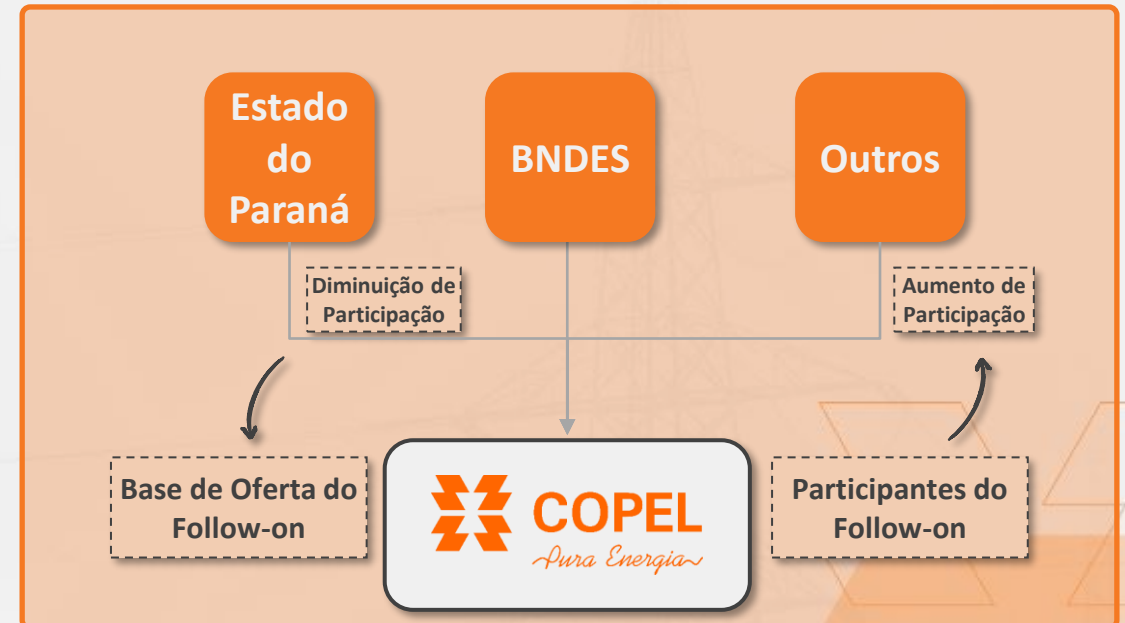 Estado
do
Paraná
BNDES
Outros
Diminuição de
Participação
Aumento de
Participação
Base de Oferta do
Follow-on
COPEL
Pura Energia
Participantes do
Follow-on